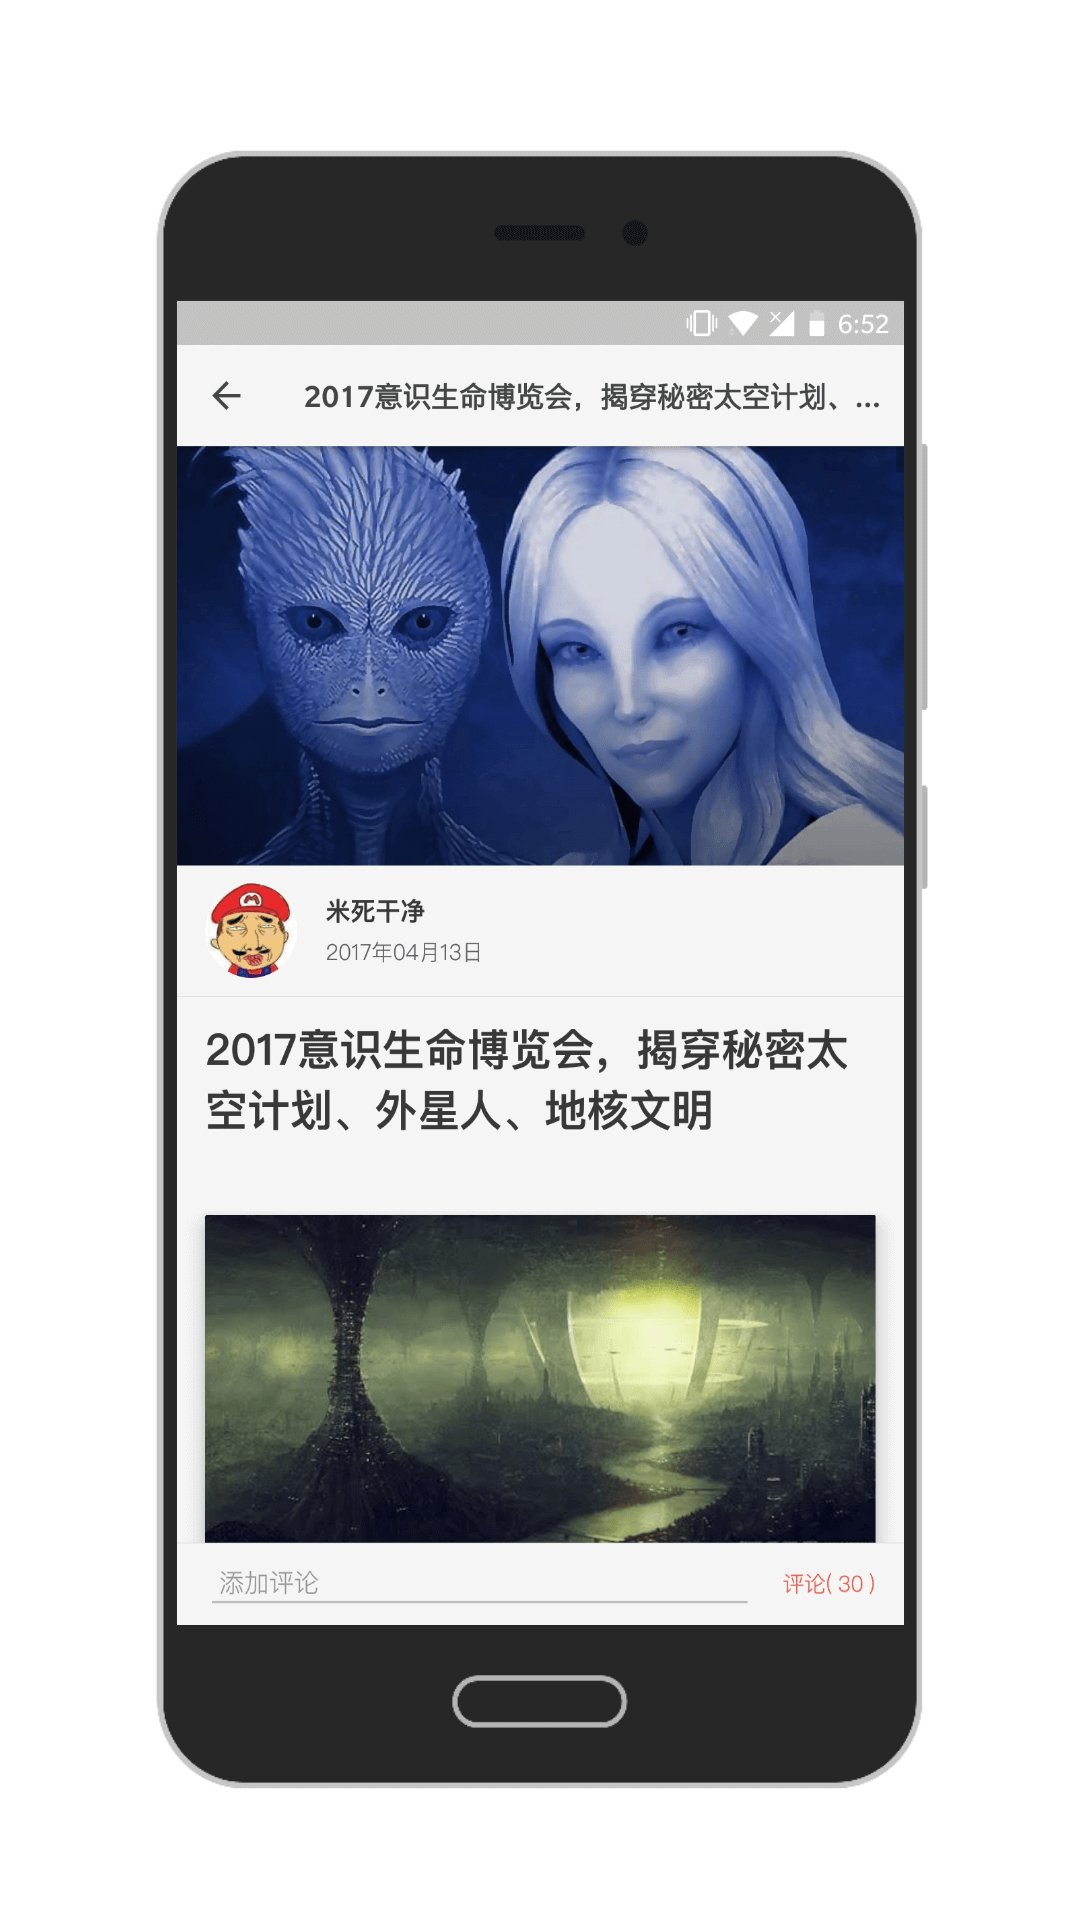 6:52
2017意识生命博览会，揭穿秘密太空计划、...
米死干净
2017年04月13日
2017意识生命博览会，揭穿秘密太
空计划、外星人、地核文明
添加评论
评论( 30 )